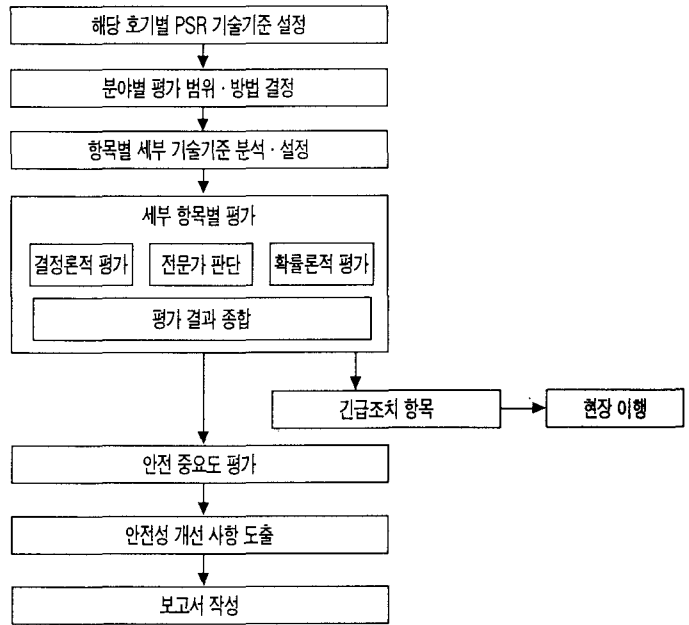 해당 호기별 PSR 기술기준 설정
분야별 평가 범위·방법 결정
항목별 세부 기술기준 분석·설정
세부 항목별 평가
결정론적 평가
전문가 판단
확률론적 평가
평가 결과 종합
긴급조치 항목
현장 이행
안전 중요도 평가
안전성 개선 사항 도출
보고서 작성